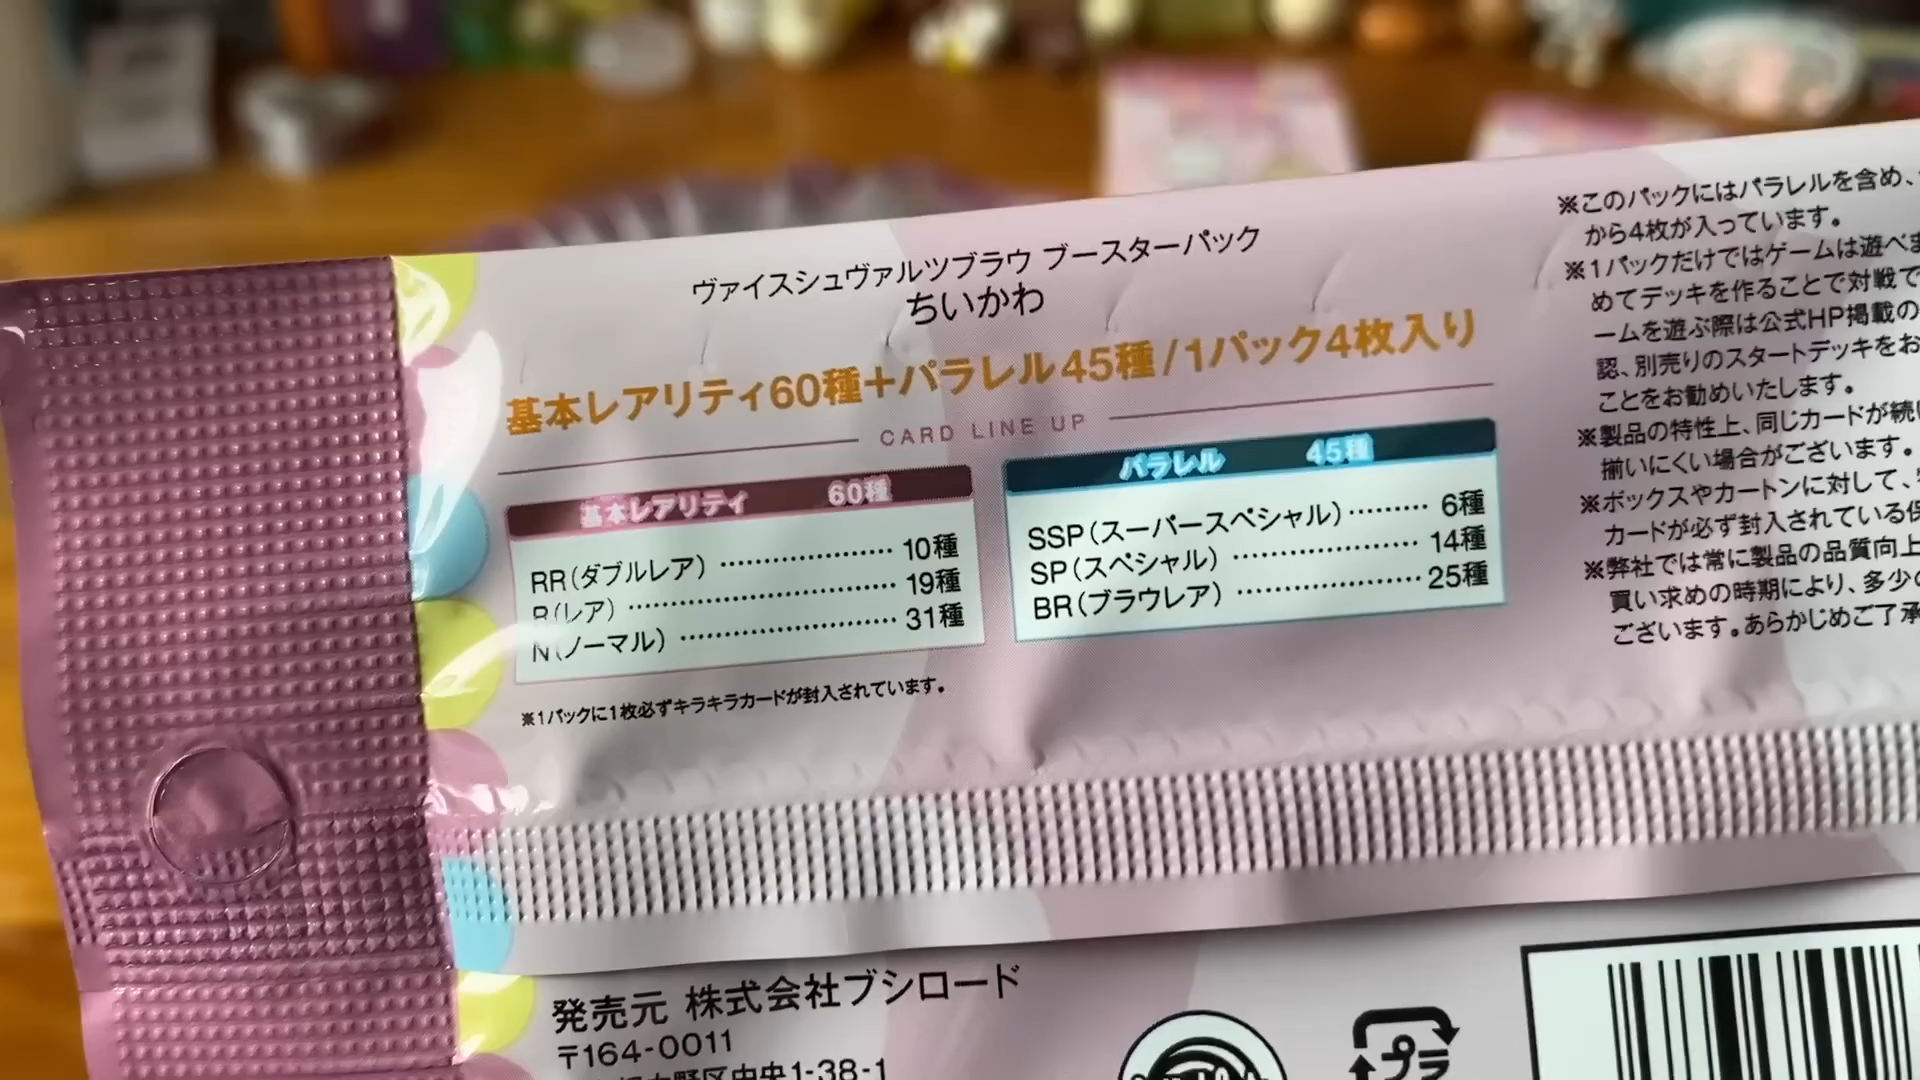 ヴァイスシュヴァルツブラウ ブースターパック
ちいかわ
基本レアリティ60種+パラレル45種/1パック4枚入り
CARD LINE UP
基本レアリティ 60種
RR(ダブルレア) ⋯⋯⋯⋯⋯⋯ 10種
R(レア) ⋯⋯⋯⋯⋯⋯⋯⋯⋯ 19種
N(ノーマル) ⋯⋯⋯⋯⋯⋯⋯ 31種
※1パックに1枚必ずキラキラカードが封入されています。
パラレル 45種
SSP(スーパースペシャル)⋯⋯⋯ 6種
SP(スペシャル) ⋯⋯⋯⋯⋯⋯ 14種
BR(ブラウレア) ⋯⋯⋯⋯⋯⋯ 25種
※このパックにはパラレルを含め、
から4枚が入っています。
※1パックだけではゲームは遊べま
めてデッキを作ることで対戦で
ームを遊ぶ際は公式HP掲載の
認、別売りのスタートデッキをお
ことをお勧めいたします。
※製品の特性上、同じカードが続い
揃いにくい場合がございます。
※ボックスやカートンに対して、
カードが必ず封入されている保
※弊社では常に製品の品質向上
買い求めの時期により、多少の
ございます。あらかじめご了承
発売元 株式会社ブシロード
〒164-0011
中央1-38-1
プラ